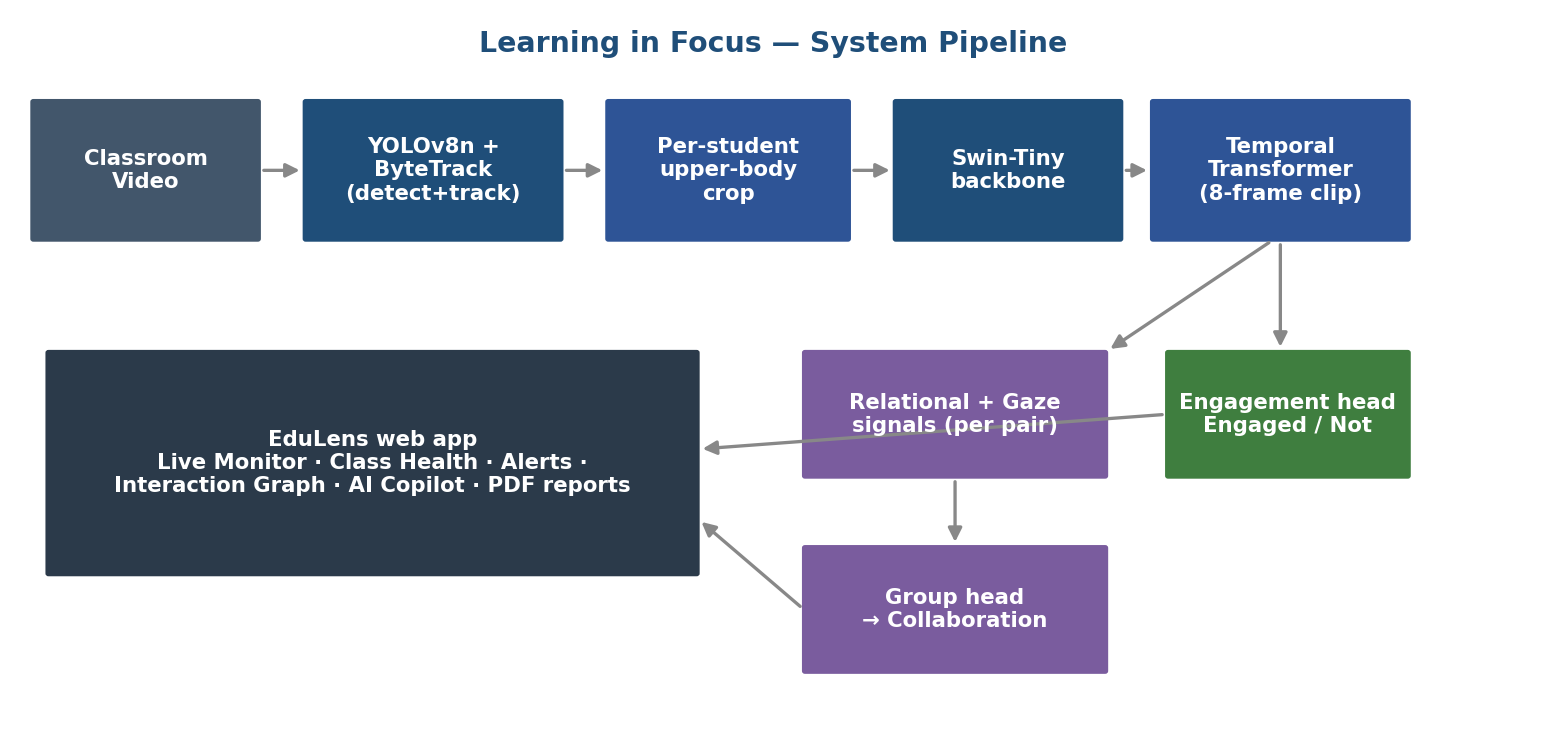 Learning in Focus — System Pipeline
Classroom
Video
YOLOv8n +
ByteTrack
(detect+track)
Per-student
upper-body
crop
Swin-Tiny
backbone
Temporal
Transformer
(8-frame clip)
Relational + Gaze
signals (per pair)
Engagement head
Engaged / Not
EduLens web app
Live Monitor · Class Health · Alerts ·
Interaction Graph · AI Copilot · PDF reports
Group head
→ Collaboration